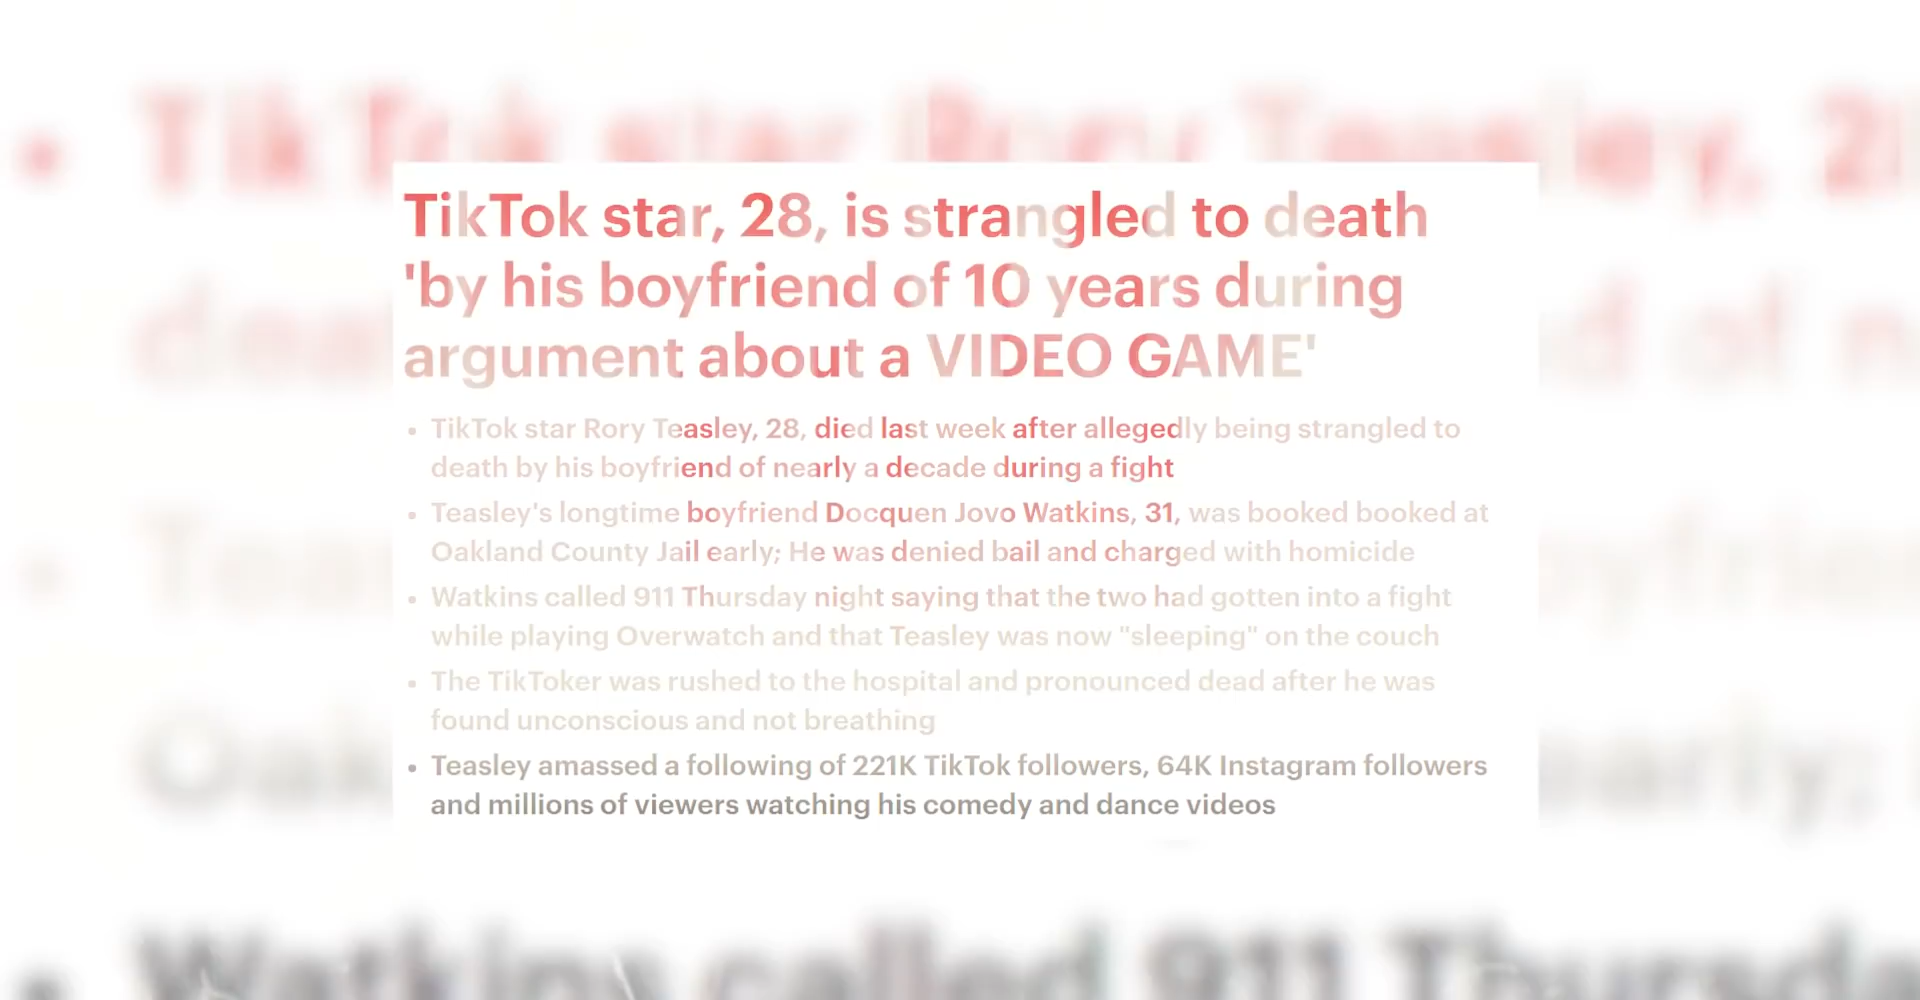 TikTok star, 28, is strangled to death
'by his boyfriend of 10 years during
argument about a VIDEO GAME'
• TikTok star Rory Teasley, 28, died last week after allegedly being strangled to
death by his boyfriend of nearly a decade during a fight
• Teasley's longtime boyfriend Docquen Jovo Watkins, 31, was booked booked at
Oakland County Jail early; He was denied bail and charged with homicide
• Watkins called 911 Thursday night saying that the two had gotten into a fight
while playing Overwatch and that Teasley was now "sleeping" on the couch
• The TikToker was rushed to the hospital and pronounced dead after he was
found unconscious and not breathing
• Teasley amassed a following of 221K TikTok followers, 64K Instagram followers
and millions of viewers watching his comedy and dance videos